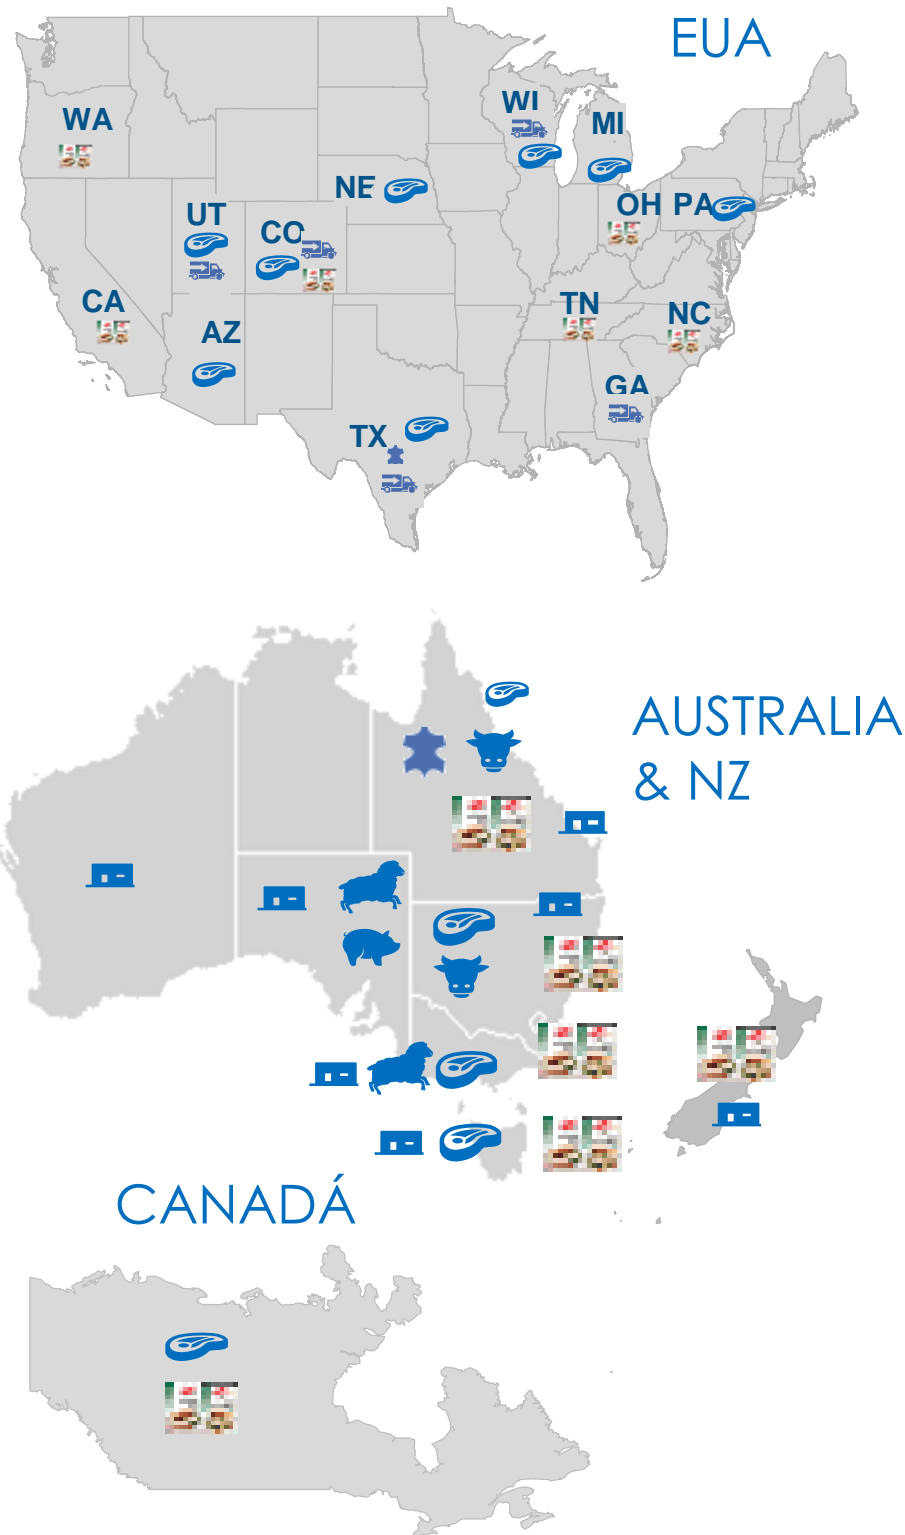 EUA
WI
WA
MI
NE
UT
OH PA
CO
CA
TN
NC
AZ
GA
TX
AUSTRALIA
& NZ
CANADÁ